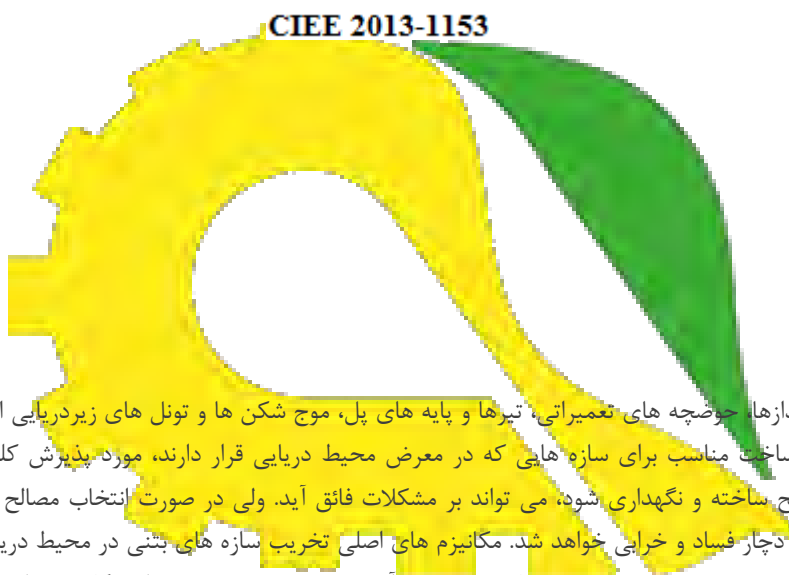 CIEE 2013-1153
حوضچه های تعمیراتی، تیرها و پایه های پل، موج شکن ها و تونل های زیردریایی
مناسب برای سازه هایی که در معرض محیط دریایی قرار دارند، مورد پذیرش
ساخته و نگهداری شود، می تواند بر مشکلات فائق آید. ولی در صورت انتخاب مصالح
دچار فساد و خرابی خواهد شد. مکانیزم های اصلی تخریب سازه های بتنی در محیط